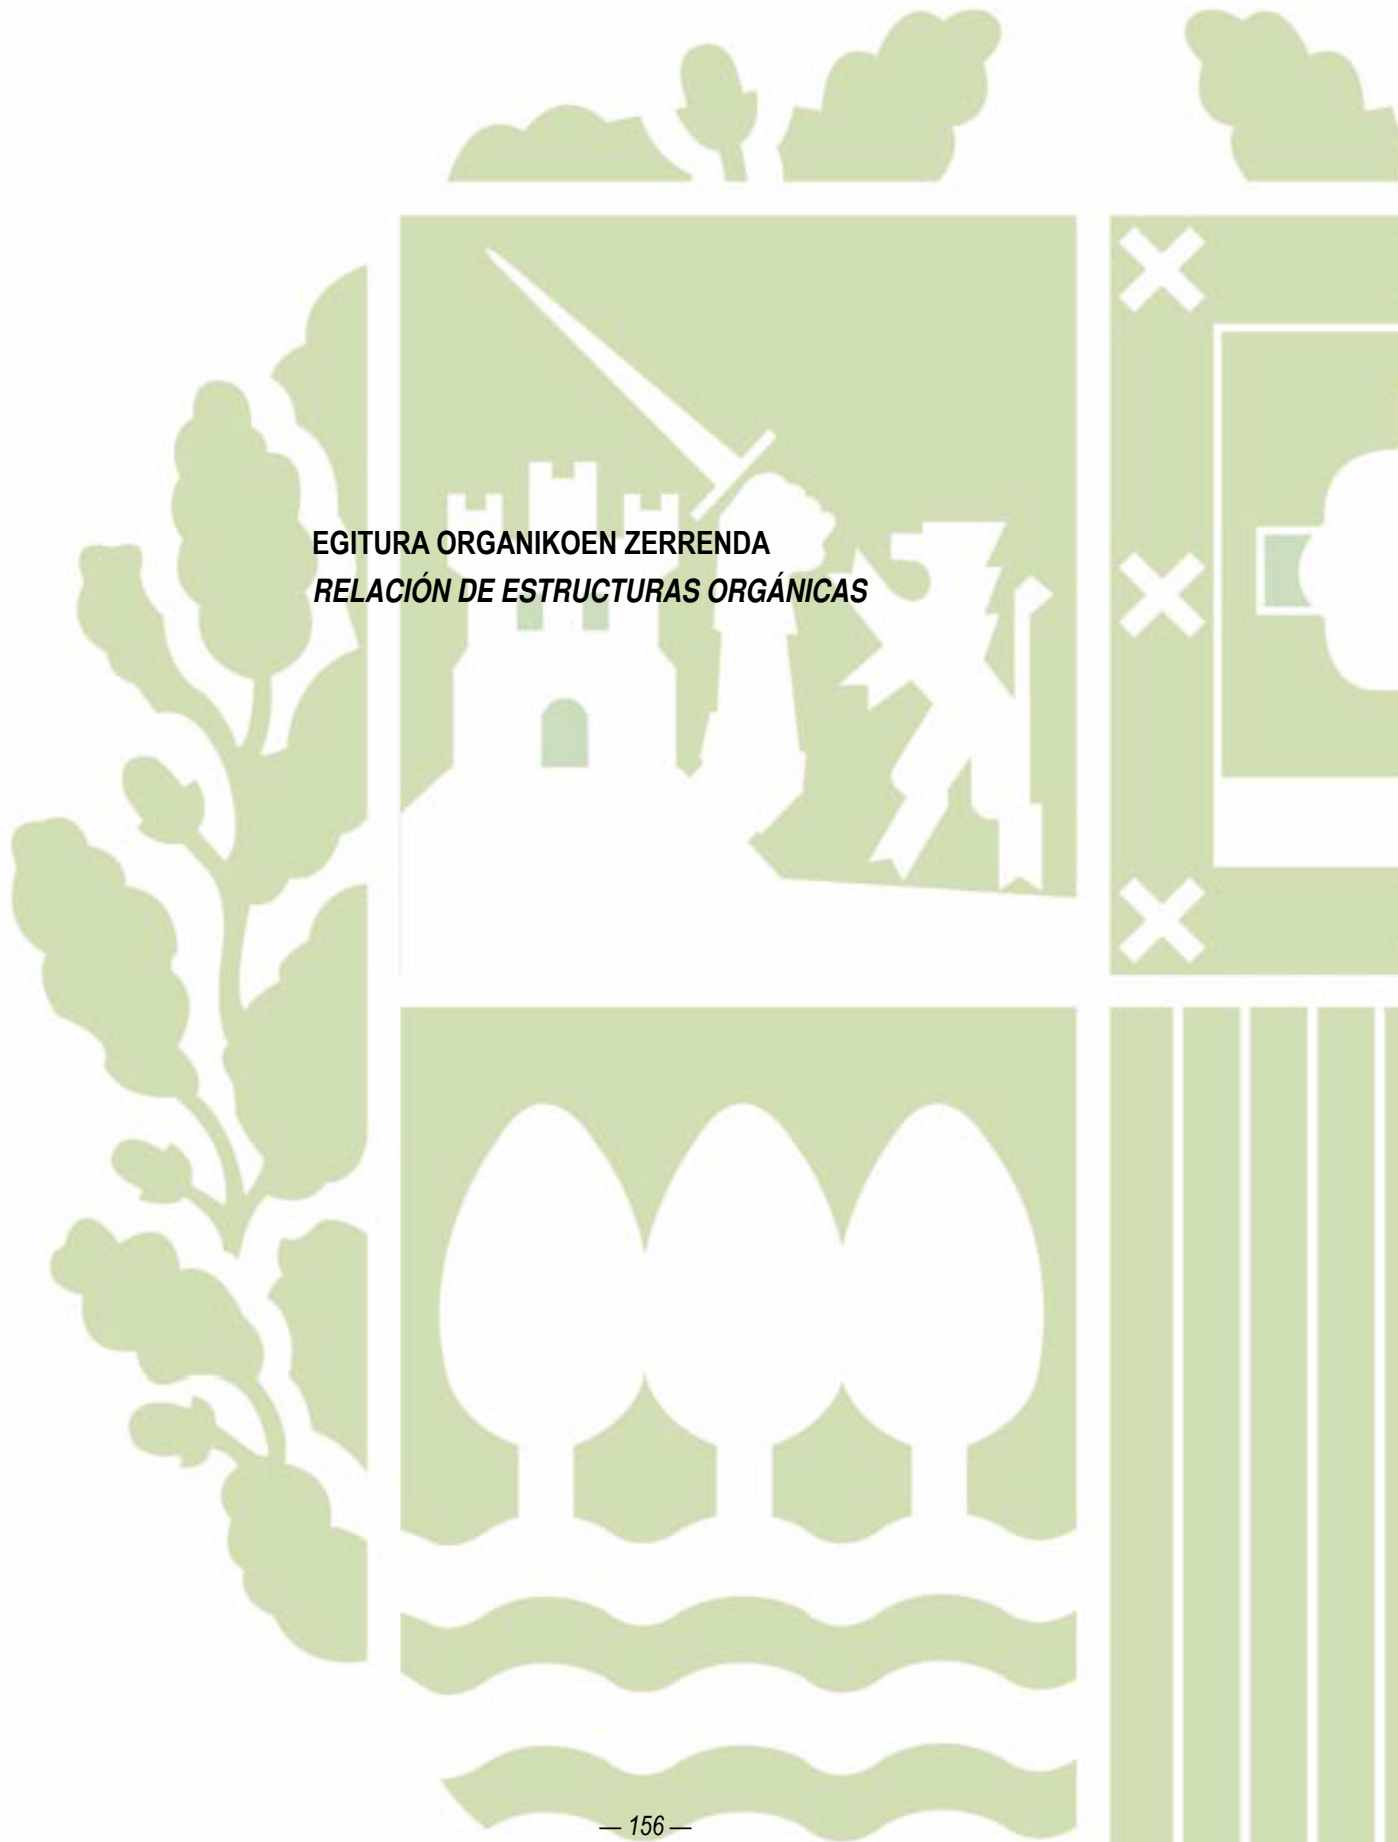 EGITURA ORGANIKOEN ZERRENDA
RELACIÓN DE ESTRUCTURAS ORGÁNICAS
— 156 —